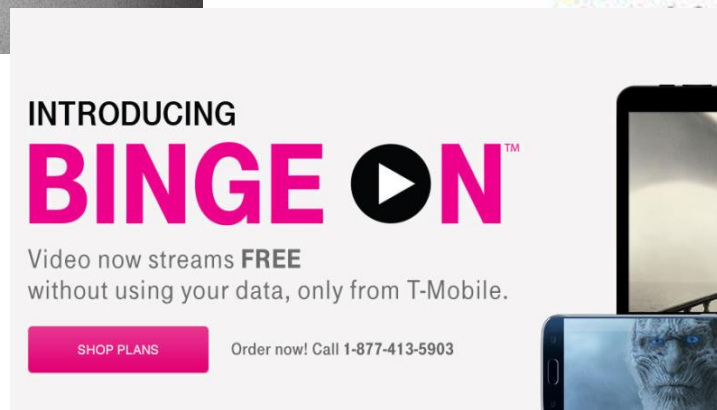 INTRODUCING
BINGE ON™
Video now streams FREE
without using your data, only from T-Mobile.
SHOP PLANS
Order now! Call 1-877-413-5903